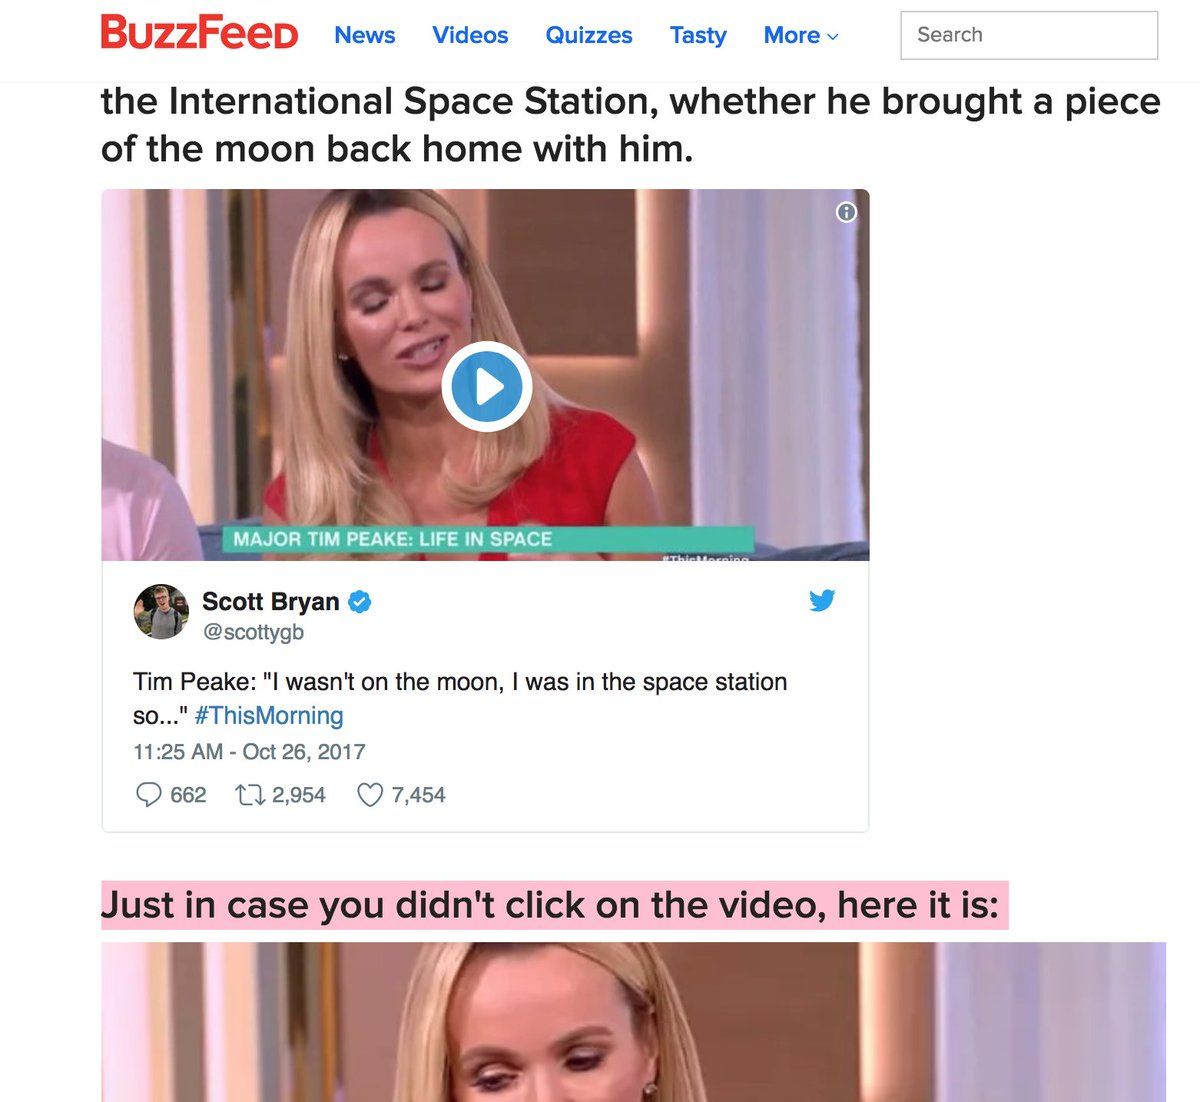 BuzzFeed News Videos Quizzes Tasty More Search
the International Space Station, whether he brought a piece
of the moon back home with him.
MAJOR TIM PEAKE: LIFE IN SPACE
#ThisMorning
Scott Bryan
@scottygb
Tim Peake: "I wasn't on the moon, I was in the space station
so..." #ThisMorning
11:25 AM - Oct 26, 2017
662 2,954 7,454
Just in case you didn't click on the video, here it is: